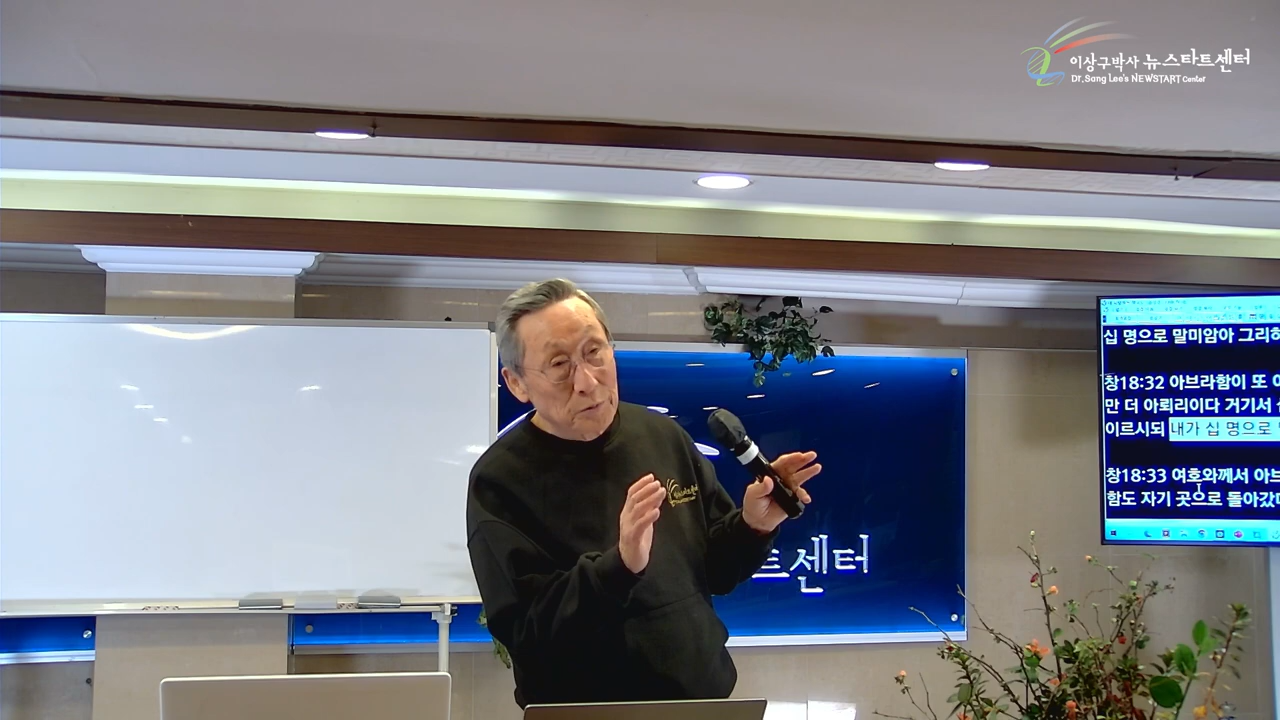 이상구박사 뉴스타트센터
Dr. Sang Lee's NEWSTART Center
십 명으로 말미암아 그리하
창18:32 아브라함이 또 이
만 더 아뢰리이다 거기서
이르시되 내가 십 명으로
창18:33 여호와께서 아브
함도 자기 곳으로 돌아갔
트센터